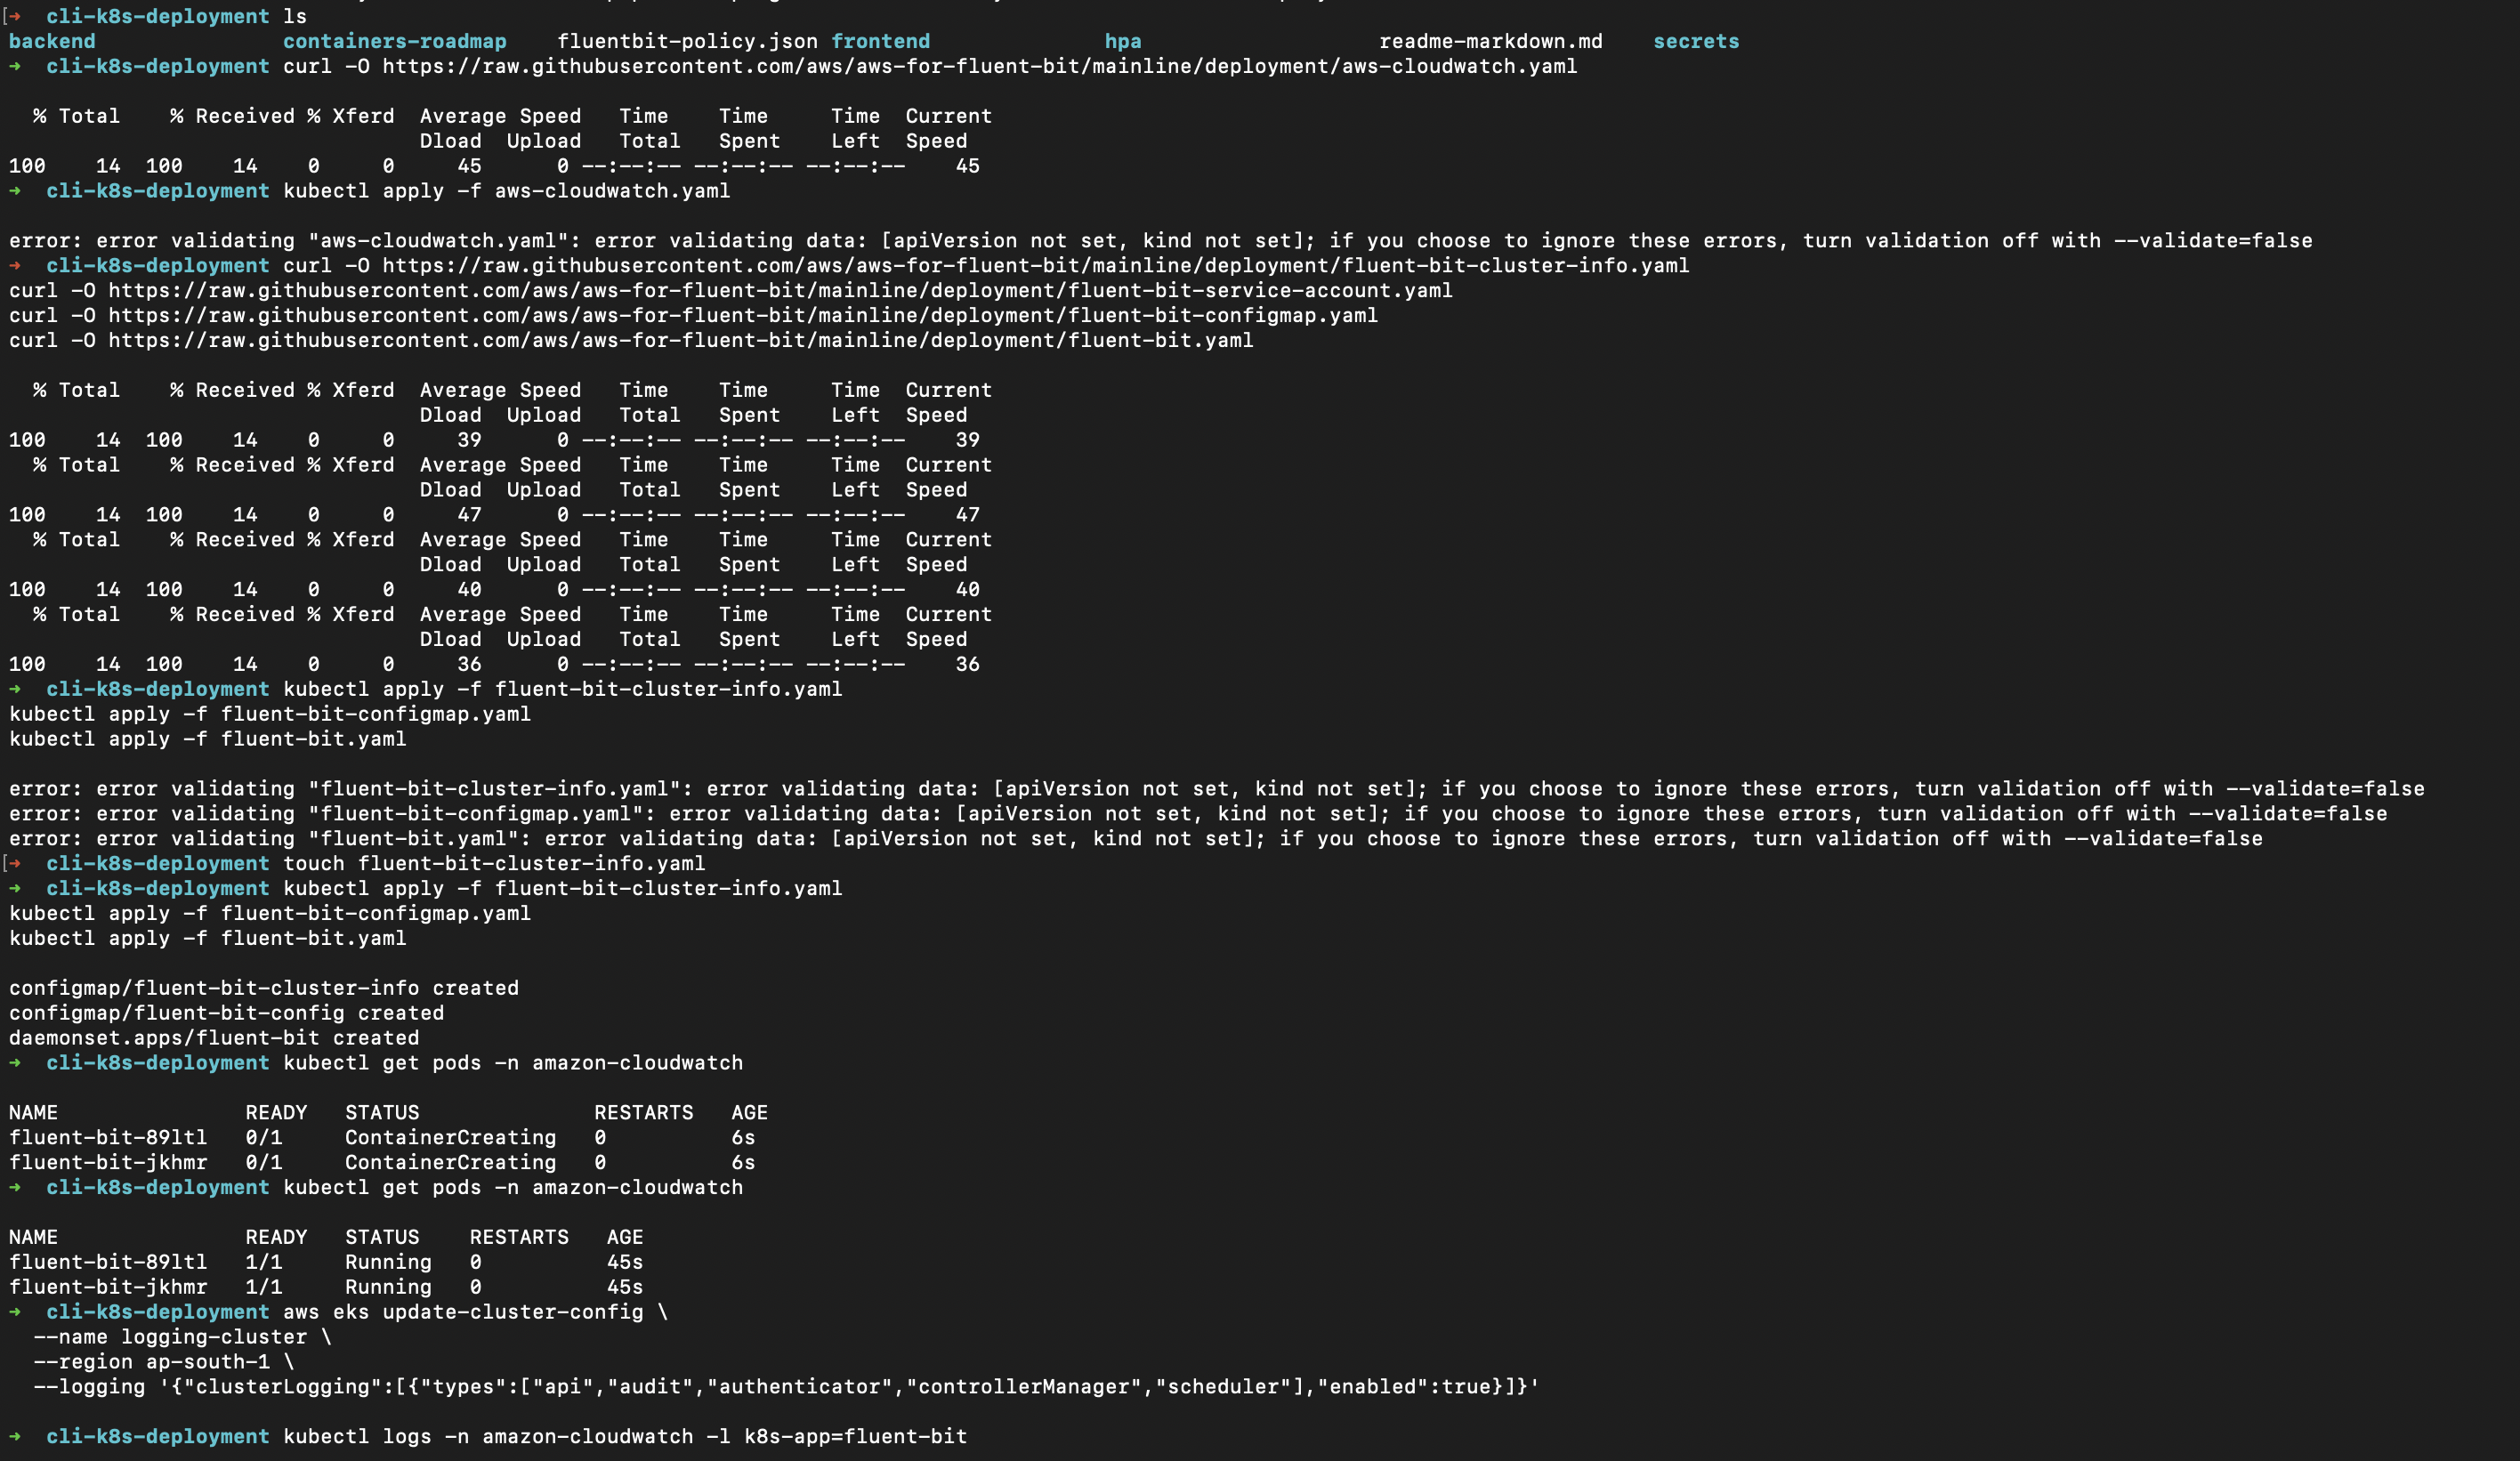 [➜  cli-k8s-deployment ls
backend               containers-roadmap    fluentbit-policy.json frontend              hpa                   readme-markdown.md    secrets
➜  cli-k8s-deployment curl -O https://raw.githubusercontent.com/aws/aws-for-fluent-bit/mainline/deployment/aws-cloudwatch.yaml
  % Total    % Received % Xferd  Average Speed   Time    Time     Time  Current
                                 Dload  Upload   Total   Spent    Left  Speed
100    14  100    14    0     0     45      0 --:--:-- --:--:-- --:--:--    45
➜  cli-k8s-deployment kubectl apply -f aws-cloudwatch.yaml
error: error validating "aws-cloudwatch.yaml": error validating data: [apiVersion not set, kind not set]; if you choose to ignore these errors, turn validation off with --validate=false
➜  cli-k8s-deployment curl -O https://raw.githubusercontent.com/aws/aws-for-fluent-bit/mainline/deployment/fluent-bit-cluster-info.yaml
curl -O https://raw.githubusercontent.com/aws/aws-for-fluent-bit/mainline/deployment/fluent-bit-service-account.yaml
curl -O https://raw.githubusercontent.com/aws/aws-for-fluent-bit/mainline/deployment/fluent-bit-configmap.yaml
curl -O https://raw.githubusercontent.com/aws/aws-for-fluent-bit/mainline/deployment/fluent-bit.yaml
  % Total    % Received % Xferd  Average Speed   Time    Time     Time  Current
                                 Dload  Upload   Total   Spent    Left  Speed
100    14  100    14    0     0     39      0 --:--:-- --:--:-- --:--:--    39
  % Total    % Received % Xferd  Average Speed   Time    Time     Time  Current
                                 Dload  Upload   Total   Spent    Left  Speed
100    14  100    14    0     0     47      0 --:--:-- --:--:-- --:--:--    47
  % Total    % Received % Xferd  Average Speed   Time    Time     Time  Current
                                 Dload  Upload   Total   Spent    Left  Speed
100    14  100    14    0     0     40      0 --:--:-- --:--:-- --:--:--    40
  % Total    % Received % Xferd  Average Speed   Time    Time     Time  Current
                                 Dload  Upload   Total   Spent    Left  Speed
100    14  100    14    0     0     36      0 --:--:-- --:--:-- --:--:--    36
➜  cli-k8s-deployment kubectl apply -f fluent-bit-cluster-info.yaml
kubectl apply -f fluent-bit-configmap.yaml
kubectl apply -f fluent-bit.yaml
error: error validating "fluent-bit-cluster-info.yaml": error validating data: [apiVersion not set, kind not set]; if you choose to ignore these errors, turn validation off with --validate=false
error: error validating "fluent-bit-configmap.yaml": error validating data: [apiVersion not set, kind not set]; if you choose to ignore these errors, turn validation off with --validate=false
error: error validating "fluent-bit.yaml": error validating data: [apiVersion not set, kind not set]; if you choose to ignore these errors, turn validation off with --validate=false
[➜  cli-k8s-deployment touch fluent-bit-cluster-info.yaml
➜  cli-k8s-deployment kubectl apply -f fluent-bit-cluster-info.yaml
kubectl apply -f fluent-bit-configmap.yaml
kubectl apply -f fluent-bit.yaml
configmap/fluent-bit-cluster-info created
configmap/fluent-bit-config created
daemonset.apps/fluent-bit created
➜  cli-k8s-deployment kubectl get pods -n amazon-cloudwatch
NAME               READY   STATUS              RESTARTS   AGE
fluent-bit-89ltl   0/1     ContainerCreating   0          6s
fluent-bit-jkhmr   0/1     ContainerCreating   0          6s
➜  cli-k8s-deployment kubectl get pods -n amazon-cloudwatch
NAME               READY   STATUS    RESTARTS   AGE
fluent-bit-89ltl   1/1     Running   0          45s
fluent-bit-jkhmr   1/1     Running   0          45s
➜  cli-k8s-deployment aws eks update-cluster-config \
  --name logging-cluster \
  --region ap-south-1 \
  --logging '{"clusterLogging":[{"types":["api","audit","authenticator","controllerManager","scheduler"],"enabled":true}]}'
➜  cli-k8s-deployment kubectl logs -n amazon-cloudwatch -l k8s-app=fluent-bit